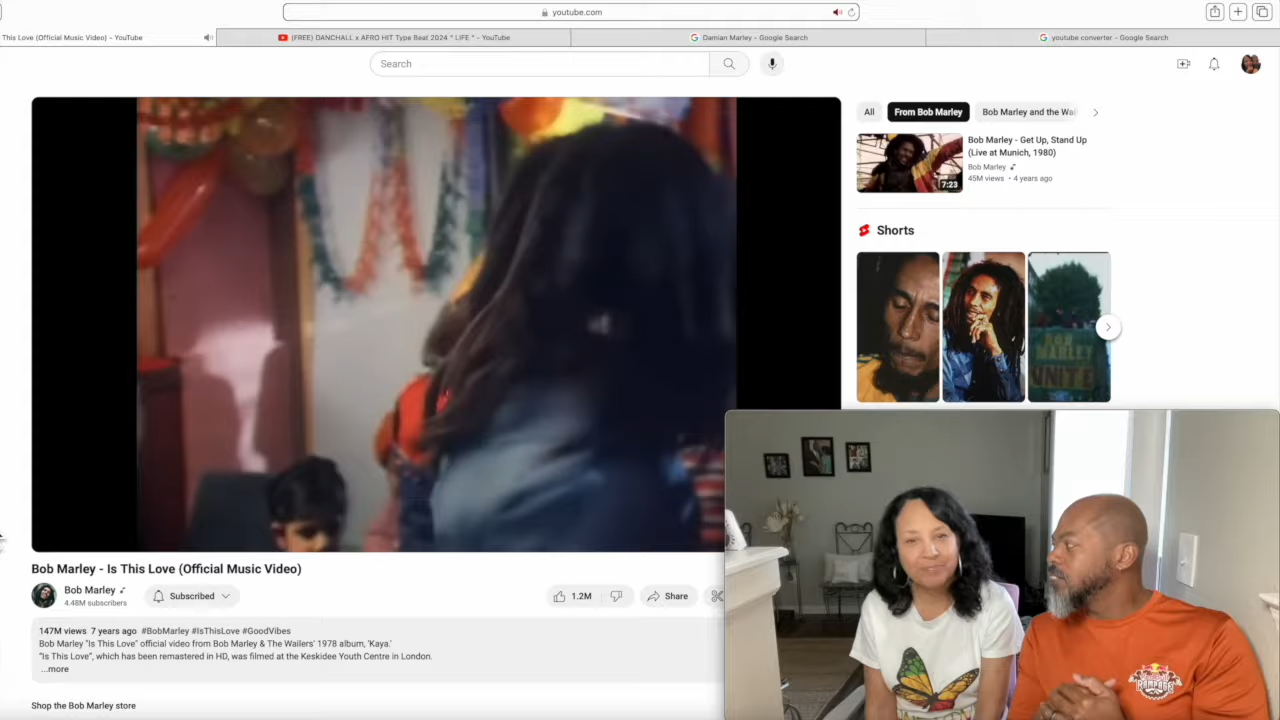 youtube.com
This Love (Official Music Video) - YouTube
(FREE) DANCHALL x AFRO HIT Type Beat 2024 " LIFE " - YouTube
Damian Marley - Google Search
youtube converter - Google Search
Search
All
From Bob Marley
Bob Marley and the Wai
Bob Marley - Get Up, Stand Up
(Live at Munich, 1980)
Bob Marley
45M views • 4 years ago
7:23
Shorts
BOB
MARLEY
UNITE
Bob Marley - Is This Love (Official Music Video)
Bob Marley
4.48M subscribers
Subscribed
1.2M
Share
147M views 7 years ago #BobMarley #IsThisLove #GoodVibes
Bob Marley "Is This Love" official video from Bob Marley & The Wailers' 1978 album, 'Kaya.'
"Is This Love", which has been remastered in HD, was filmed at the Keskidee Youth Centre in London.
...more
Shop the Bob Marley store
RAMPAGE